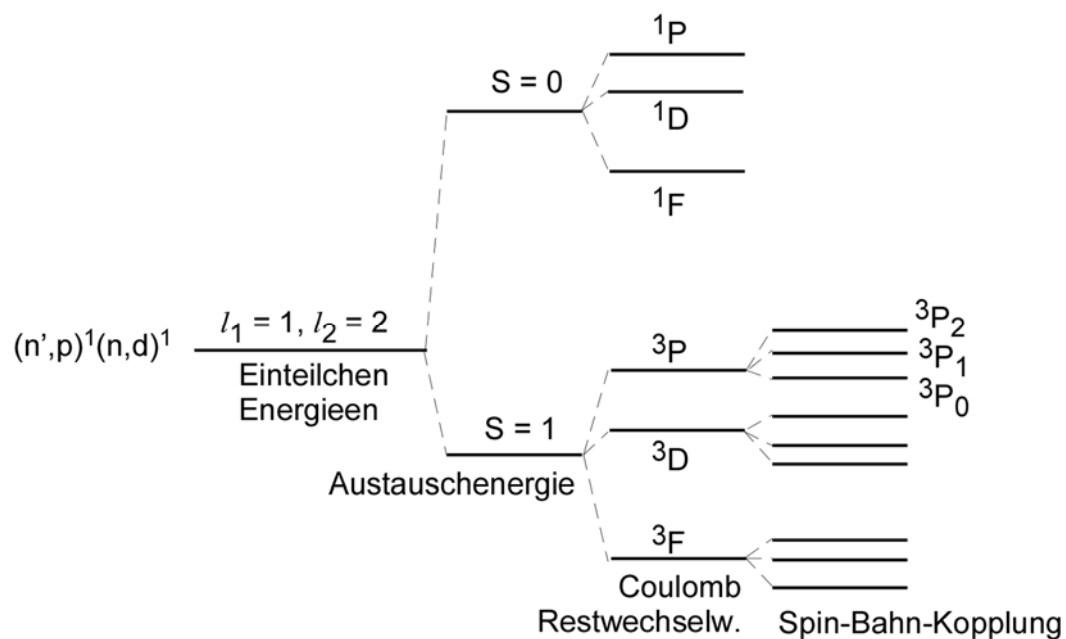 ¹P
S = 0
¹D
¹F
(n',p)¹(n,d)¹
l₁ = 1, l₂ = 2
Einteilchen
Energieen
S = 1
Austauschenergie
³P
³D
³F
Coulomb
Restwechselw.
³P₂
³P₁
³P₀
Spin-Bahn-Kopplung